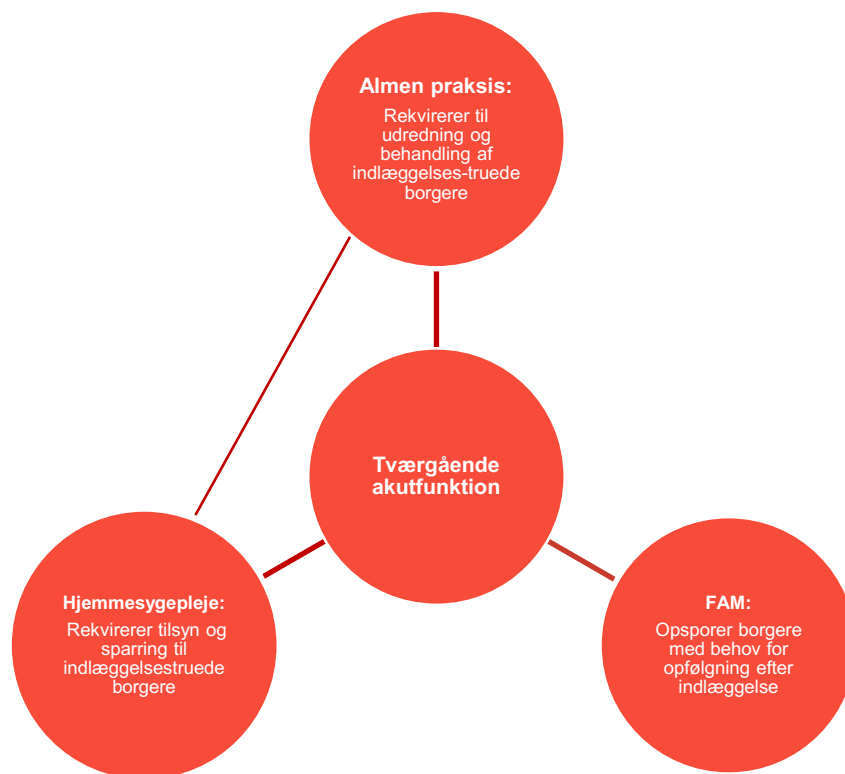 Almen praksis:
Rekvirerer til
udredning og
behandling af
indlæggelses-truede
borgere
Tværgående
akutfunktion
Hjemmesygepleje:
Rekvirerer tilsyn og
sparring til
indlæggelsestruede
borgere
FAM:
Opsporer borgere
med behov for
opfølgning efter
indlæggelse